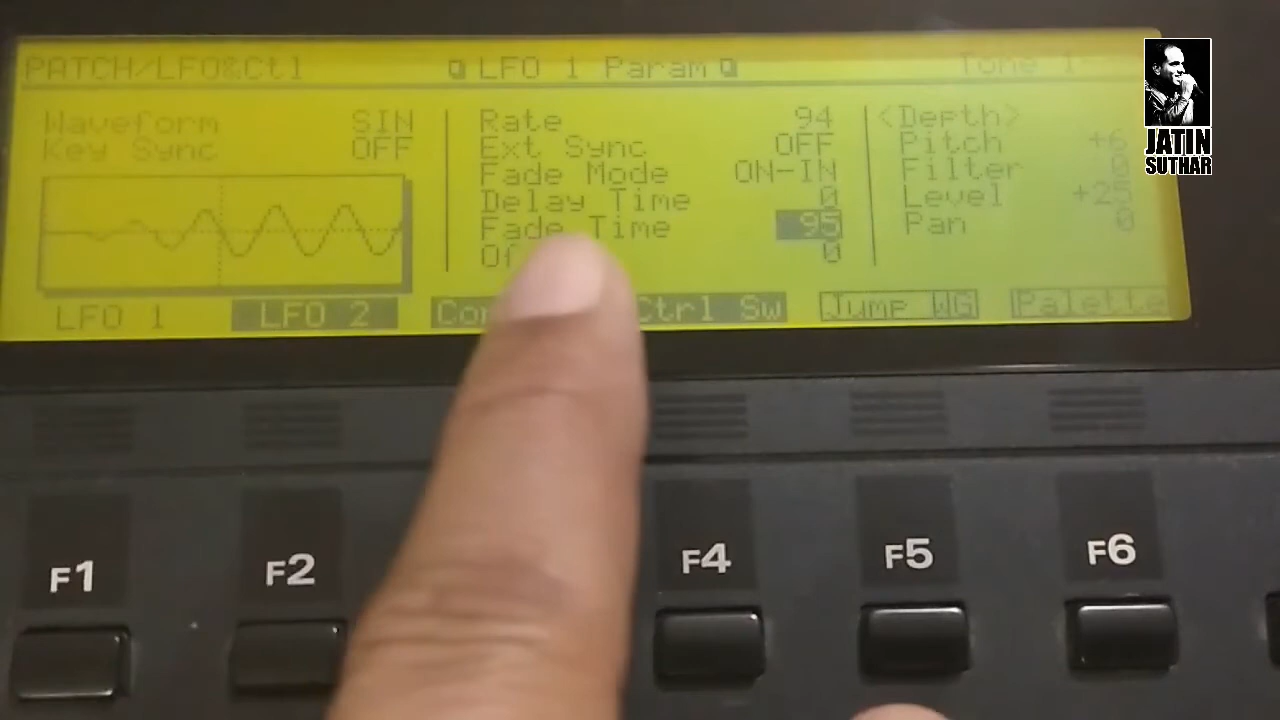 PATCH/LFO&Ctl LFO 1 Param Tone 1
Waveform SIN
Key Sync OFF
Rate 94
Ext Sync OFF
Fade Mode ON-IN
Delay Time 0
Fade Time 95
0
<Depth>
Pitch +6
Filter 0
Level
Pan 0
LFO 1 LFO 2 Ctrl Sw Jump WG Palette
JATIN
SUTHAR
F1 F2 F4 F5 F6